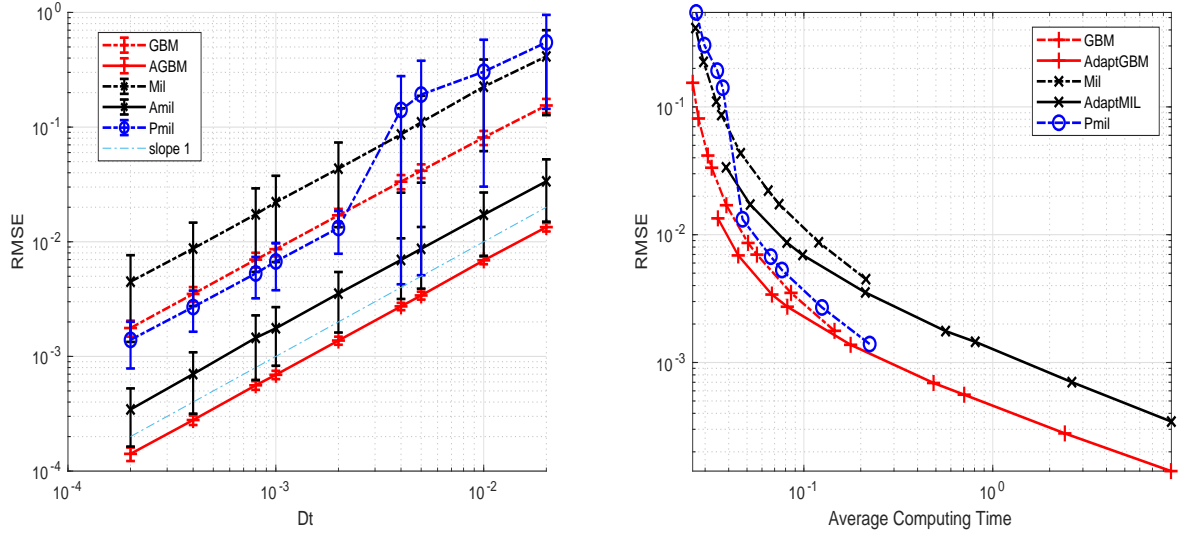 GBM
AGBM
Mil
Amil
Pmil
slope 1
10^-1
10^-2
10^-3
10^-4
RMSE
10^-4
10^-3
10^-2
Dt
GBM
AdaptGBM
Mil
AdaptMIL
Pmil
10^-1
10^-2
10^-3
RMSE
10^-1
10^0
Average Computing Time